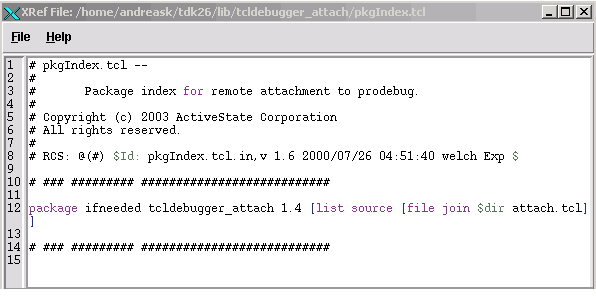 XRef File: /home/andreask/tdk26/lib/tcldebugger_attach/pkgIndex.tcl
File Help
1 # pkgIndex.tcl --
2 #
3 #       Package index for remote attachment to prodebug.
4 #
5 # Copyright (c) 2003 ActiveState Corporation
6 # All rights reserved.
7 #
8 # RCS: @(#) $Id: pkgIndex.tcl.in,v 1.6 2000/07/26 04:51:40 welch Exp $
9
10 # ### ######### ###########################
11
12 package ifneeded tcldebugger_attach 1.4 [list source [file join $dir attach.tcl]
]
13
14 # ### ######### ###########################
15